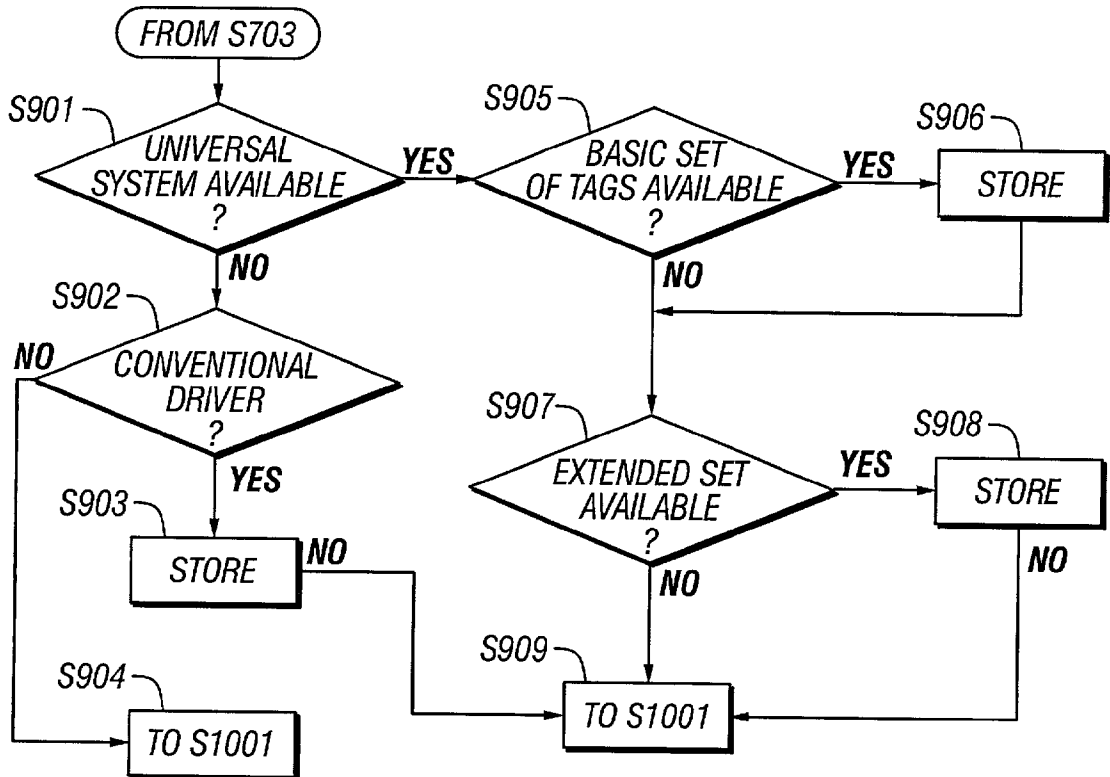 FROM S703
S901
UNIVERSAL
SYSTEM AVAILABLE
?
YES
NO
S905
BASIC SET
OF TAGS AVAILABLE
?
YES
NO
S906
STORE
S902
CONVENTIONAL
DRIVER
?
NO
YES
S907
EXTENDED SET
AVAILABLE
?
YES
NO
S908
STORE
NO
S903
STORE
NO
S904
TO S1001
S909
TO S1001